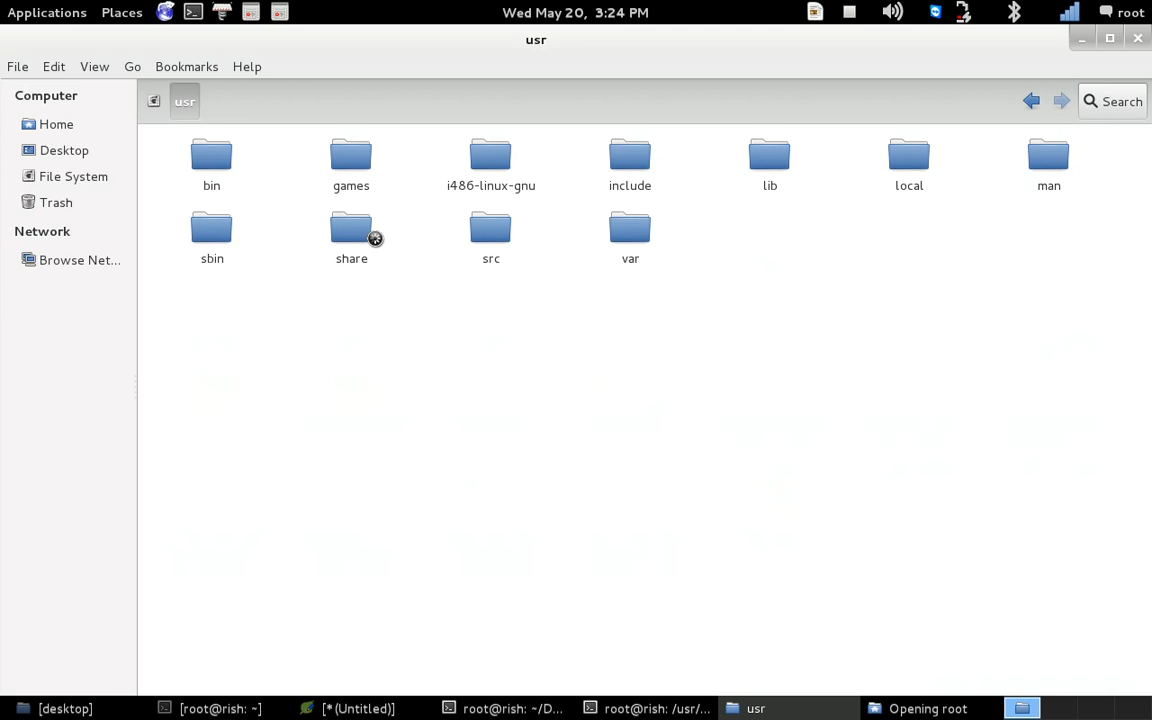 Applications Places Wed May 20, 3:24 PM root
usr
File Edit View Go Bookmarks Help
Computer
Home
Desktop
File System
Trash
Network
Browse Net...
usr Search
bin games i486-linux-gnu include lib local man
sbin share src var
[desktop] [root@rish: ~] [*(Untitled)] root@rish: ~/D... root@rish: /usr/... usr Opening root